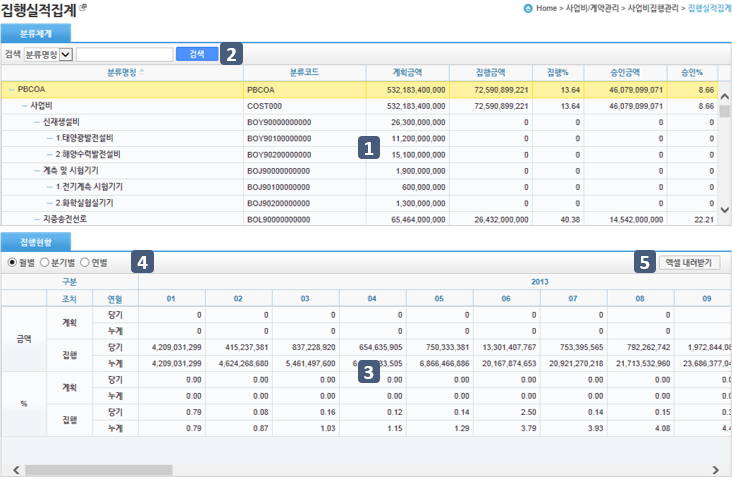 집행실적집계
Home > 사업비/계약관리 > 사업비집행관리 > 집행실적집계
분류체계
검색 분류명칭 검색 2
분류명칭 분류코드 계획금액 집행금액 집행% 승인금액 승인%
PBCOA PBCOA 532,183,400,000 72,590,899,221 13.64 46,079,099,071 8.66
사업비 COST000 532,183,400,000 72,590,899,221 13.64 46,079,099,071 8.66
신재생설비 BOY90000000000 26,300,000,000 0 0 0 0
1.태양광발전설비 BOY90100000000 11,200,000,000 0 0 0 0
1
2.해양수력발전설비 BOY90200000000 15,100,000,000 0 0 0 0
계측 및 시험기기 BOJ90000000000 1,900,000,000 0 0 0 0
1.전기계측 시험기기 BOJ90100000000 600,000,000 0 0 0 0
2.화학실험실기기 BOJ90200000000 1,300,000,000 0 0 0 0
지중송전선로 BOL90000000000 65,464,000,000 26,432,000,000 40.38 14,542,000,000 22.21
집행현황
월별 분기별 연별 4 5 엑셀 내려받기
구분 2013
조치 연월 01 02 03 04 05 06 07 08 09
금액 계획 당기 0 0 0 0 0 0 0 0
누계 0 0 0 0 0 0 0 0
집행 당기 4,209,031,299 415,237,381 837,228,920 654,635,905 750,333,381 13,301,407,767 753,395,565 792,262,742 1,972,844,08
누계 4,209,031,299 4,624,268,680 5,461,497,600 6,866,466,886 20,167,874,653 20,921,270,218 21,713,532,960 23,686,377,04
3
% 계획 당기 0.00 0.00 0.00 0.00 0.00 0.00 0.00 0.00 0.0
누계 0.00 0.00 0.00 0.00 0.00 0.00 0.00 0.00 0.0
집행 당기 0.79 0.08 0.16 0.12 0.14 2.50 0.14 0.15 0.3
누계 0.79 0.87 1.03 1.15 1.29 3.79 3.93 4.08 4.4